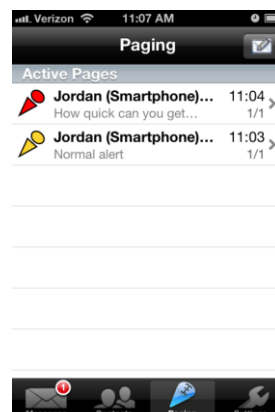 Verizon 11:07 AM
Paging
Active Pages
Jordan (Smartphone)... 11:04
How quick can you get... 1/1
Jordan (Smartphone)... 11:03
Normal alert 1/1
1